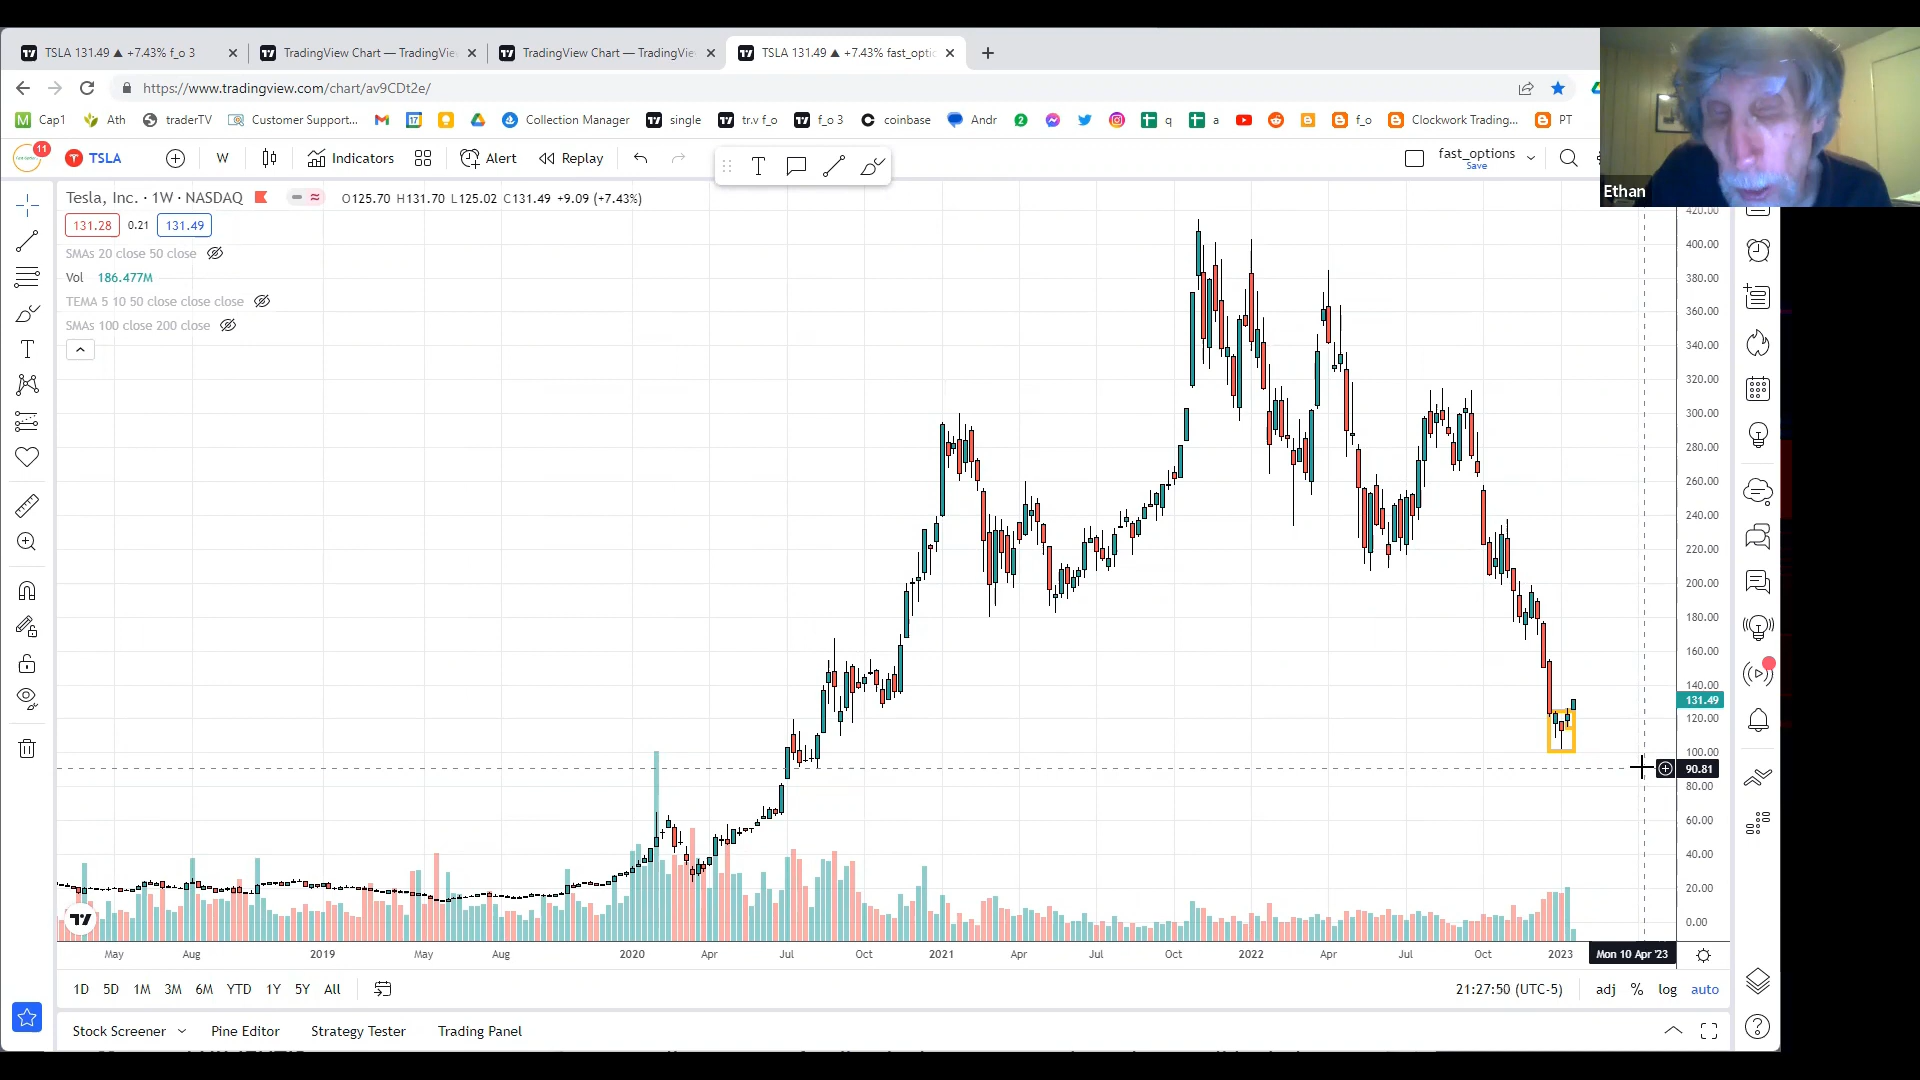 TSLA 131.49 ▲ +7.43% f_o 3
TradingView Chart — TradingVie
TradingView Chart — TradingVie
TSLA 131.49 ▲ +7.43% fast_optio
https://www.tradingview.com/chart/av9CDt2e/
Cap1 Ath traderTV Customer Support... Collection Manager single tr.v f_o f_o 3 coinbase Andr 2 q a f_o Clockwork Trading... PT
11 TSLA W Indicators Alert Replay fast_options
Save
Ethan
Tesla, Inc. · 1W · NASDAQ O125.70 H131.70 L125.02 C131.49 +9.09 (+7.43%)
131.28 0.21 131.49
SMAs 20 close 50 close
Vol 186.477M
TEMA 5 10 50 close close close
SMAs 100 close 200 close
420.00
400.00
380.00
360.00
340.00
320.00
300.00
280.00
260.00
240.00
220.00
200.00
180.00
160.00
140.00
131.49
120.00
100.00
90.81
80.00
60.00
40.00
20.00
0.00
May Aug 2019 May Aug 2020 Apr Jul Oct 2021 Apr Jul Oct 2022 Apr Jul Oct 2023 Mon 10 Apr '23
1D 5D 1M 3M 6M YTD 1Y 5Y All 21:27:50 (UTC-5) adj % log auto
Stock Screener Pine Editor Strategy Tester Trading Panel